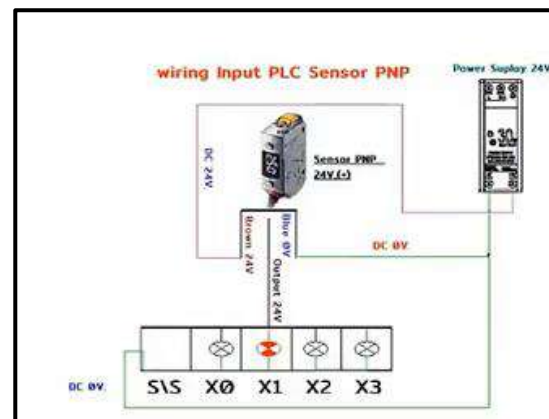 wiring Input PLC Sensor PNP
Power Suplay 24V
DC 24V.
Sensor PNP
24V.(+)
Brown 24V
Blue 0V
Output 24V
DC 0V.
DC 0V.
S\S X0 X1 X2 X3